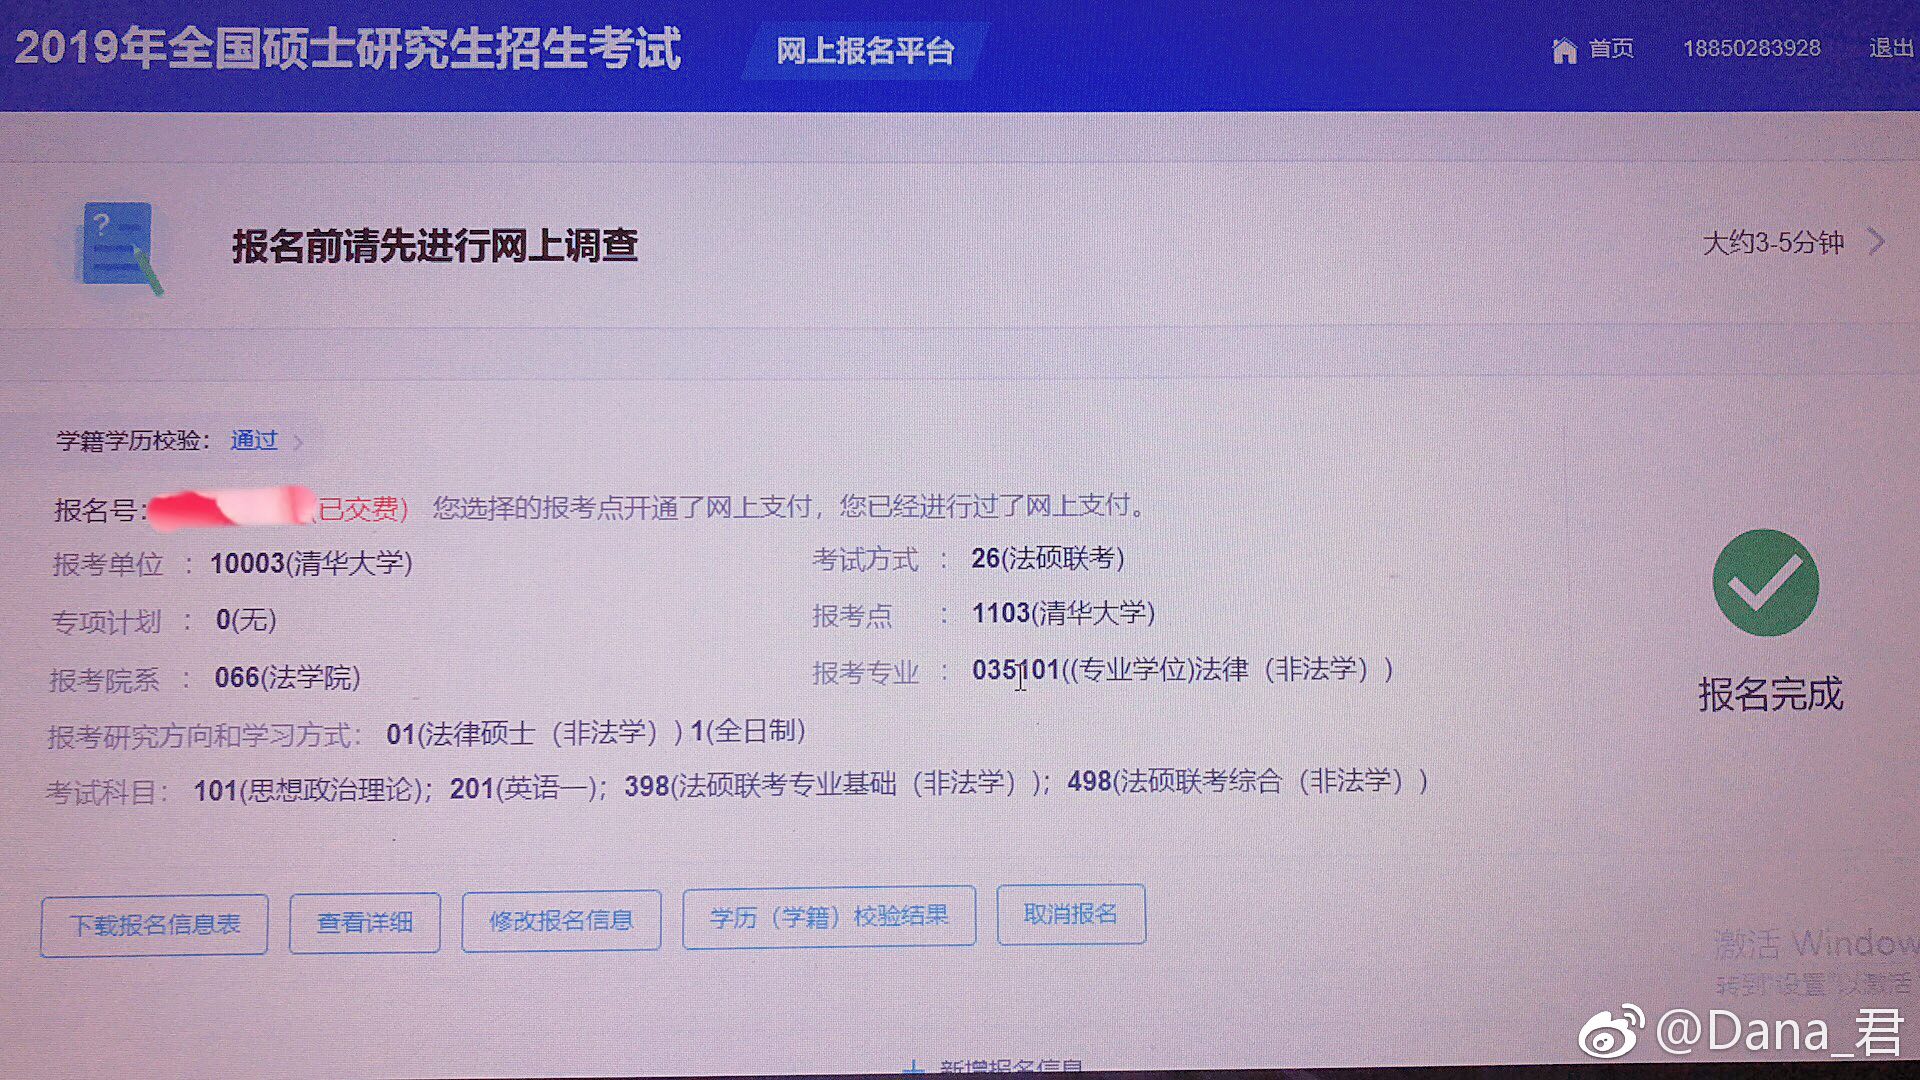 2019年全国硕士研究生招生考试 网上报名平台 首页 18850283928 退出
?
报名前请先进行网上调查 大约3-5分钟
学籍学历校验： 通过
报名号: (已交费) 您选择的报考点开通了网上支付，您已经进行过了网上支付。
报考单位 ： 10003(清华大学) 考试方式 ： 26(法硕联考)
专项计划 ： 0(无) 报考点 ： 1103(清华大学)
报考院系 ： 066(法学院) 报考专业 ： 035101((专业学位)法律（非法学）)
报考研究方向和学习方式： 01(法律硕士（非法学）) 1(全日制)
考试科目： 101(思想政治理论)；201(英语一)；398(法硕联考专业基础（非法学）)；498(法硕联考综合（非法学）)
报名完成
下载报名信息表 查看详细 修改报名信息 学历（学籍）校验结果 取消报名
激活 Window
转到"设置"以激活
@Dana_君
+ 新增报名信息